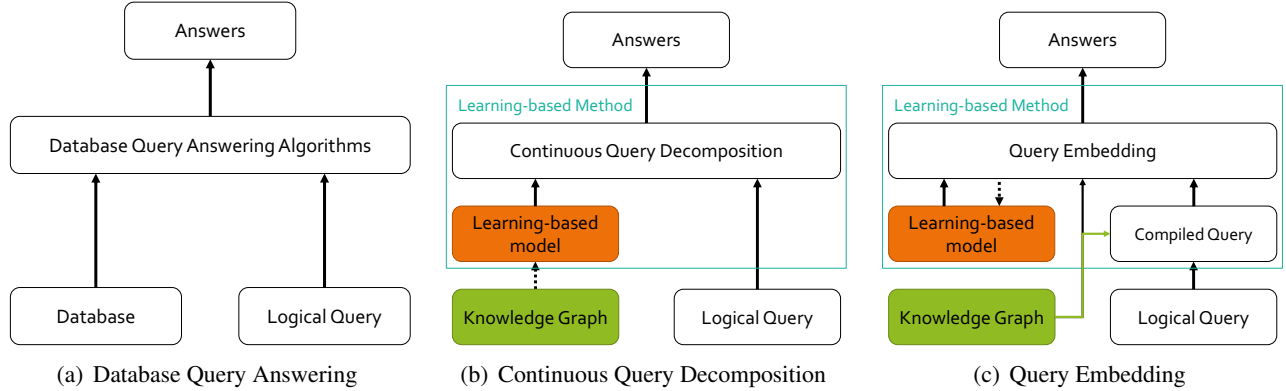 Answers
Database Query Answering Algorithms
Database
Logical Query
(a) Database Query Answering
Answers
Learning-based Method
Continuous Query Decomposition
Learning-based
model
Knowledge Graph
Logical Query
(b) Continuous Query Decomposition
Answers
Learning-based Method
Query Embedding
Learning-based
model
Compiled Query
Knowledge Graph
Logical Query
(c) Query Embedding